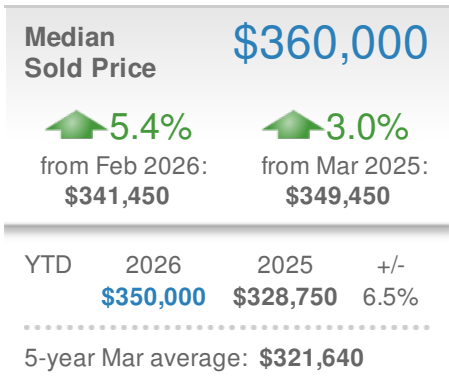 Median $360,000
Sold Price
5.4% 3.0%
from Feb 2026: from Mar 2025:
$341,450 $349,450
YTD 2026 2025 +/-
$350,000 $328,750 6.5%
5-year Mar average: $321,640